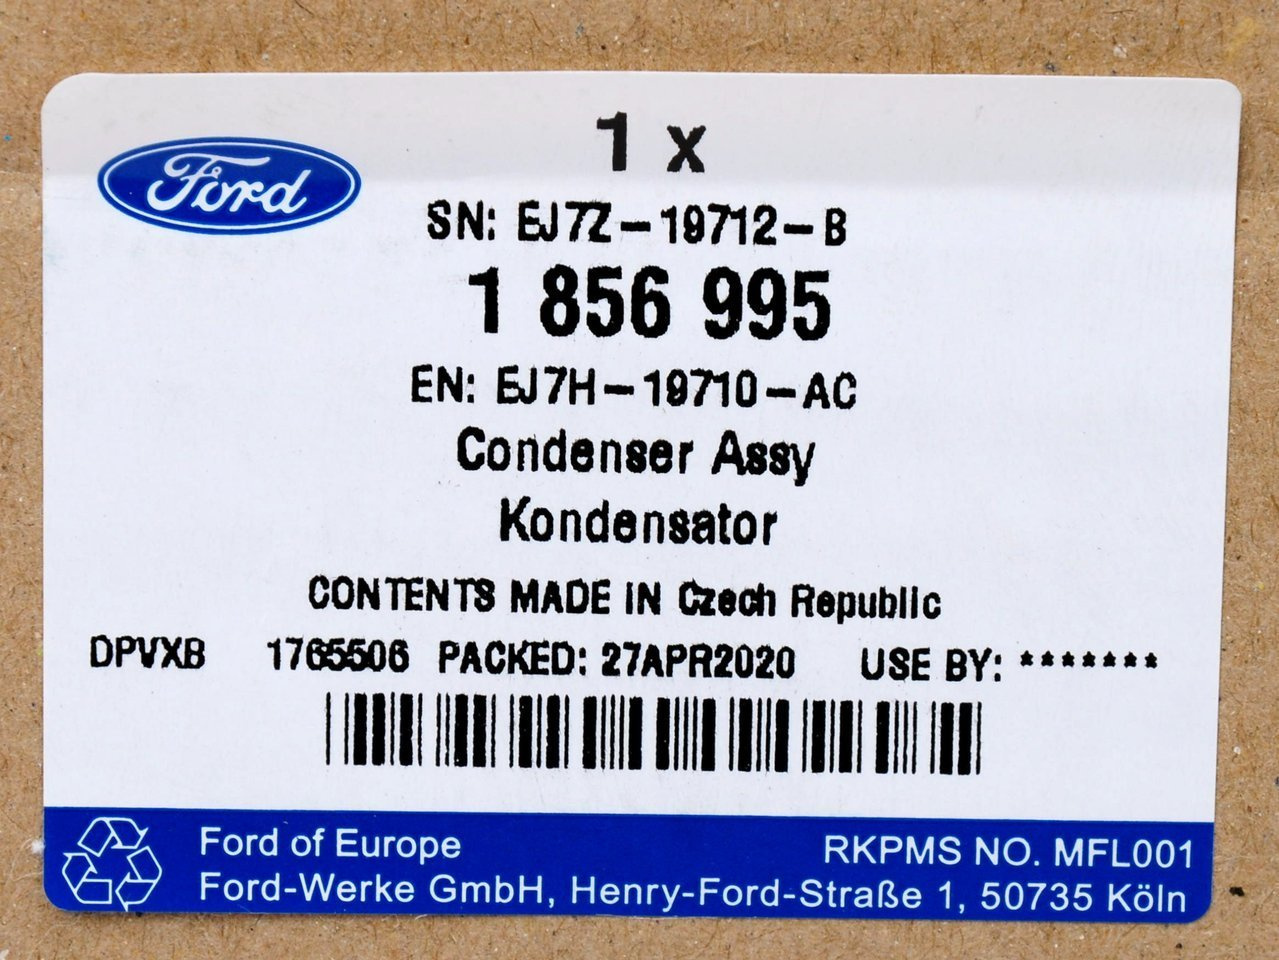 Ford
1 x
SN: EJ7Z-19712-B
1 856 995
EN: EJ7H-19710-AC
Condenser Assy
Kondensator
CONTENTS MADE IN Czech Republic
DPVXB 1765506 PACKED: 27APR2020 USE BY: *******
Ford of Europe RKPMS NO. MFL001
Ford-Werke GmbH, Henry-Ford-Straße 1, 50735 Köln